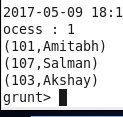 2017-05-09 18:1
ocess : 1
(101,Amitabh)
(107,Salman)
(103,Akshay)
grunt>